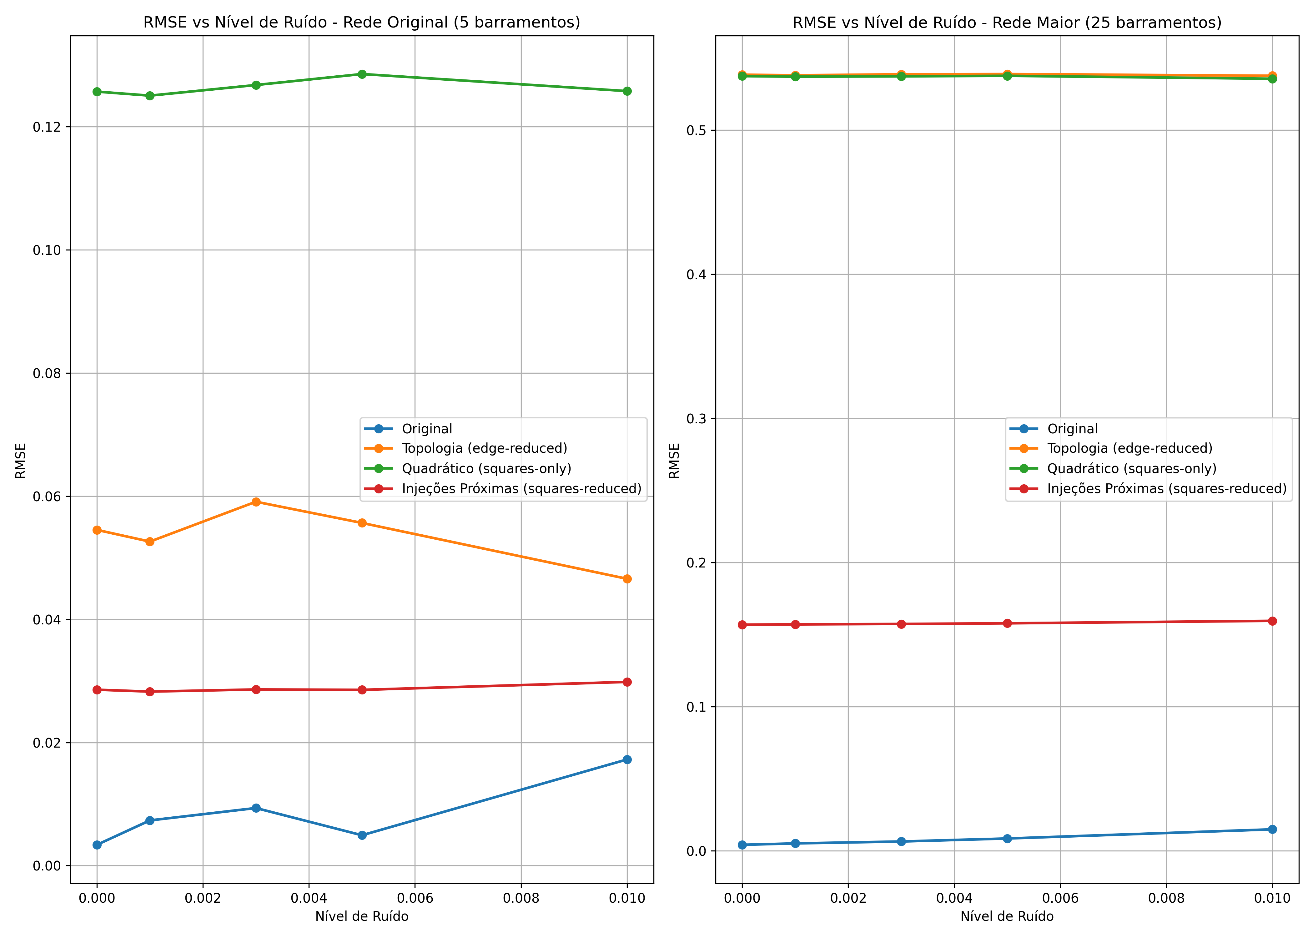 RMSE vs Nível de Ruído - Rede Original (5 barramentos)
0.12
0.10
0.08
0.06
0.04
0.02
0.00
RMSE
Original
Topologia (edge-reduced)
Quadrático (squares-only)
Injeções Próximas (squares-reduced)
0.000 0.002 0.004 0.006 0.008 0.010
Nível de Ruído
RMSE vs Nível de Ruído - Rede Maior (25 barramentos)
0.5
0.4
0.3
0.2
0.1
0.0
RMSE
Original
Topologia (edge-reduced)
Quadrático (squares-only)
Injeções Próximas (squares-reduced)
0.000 0.002 0.004 0.006 0.008 0.010
Nível de Ruído